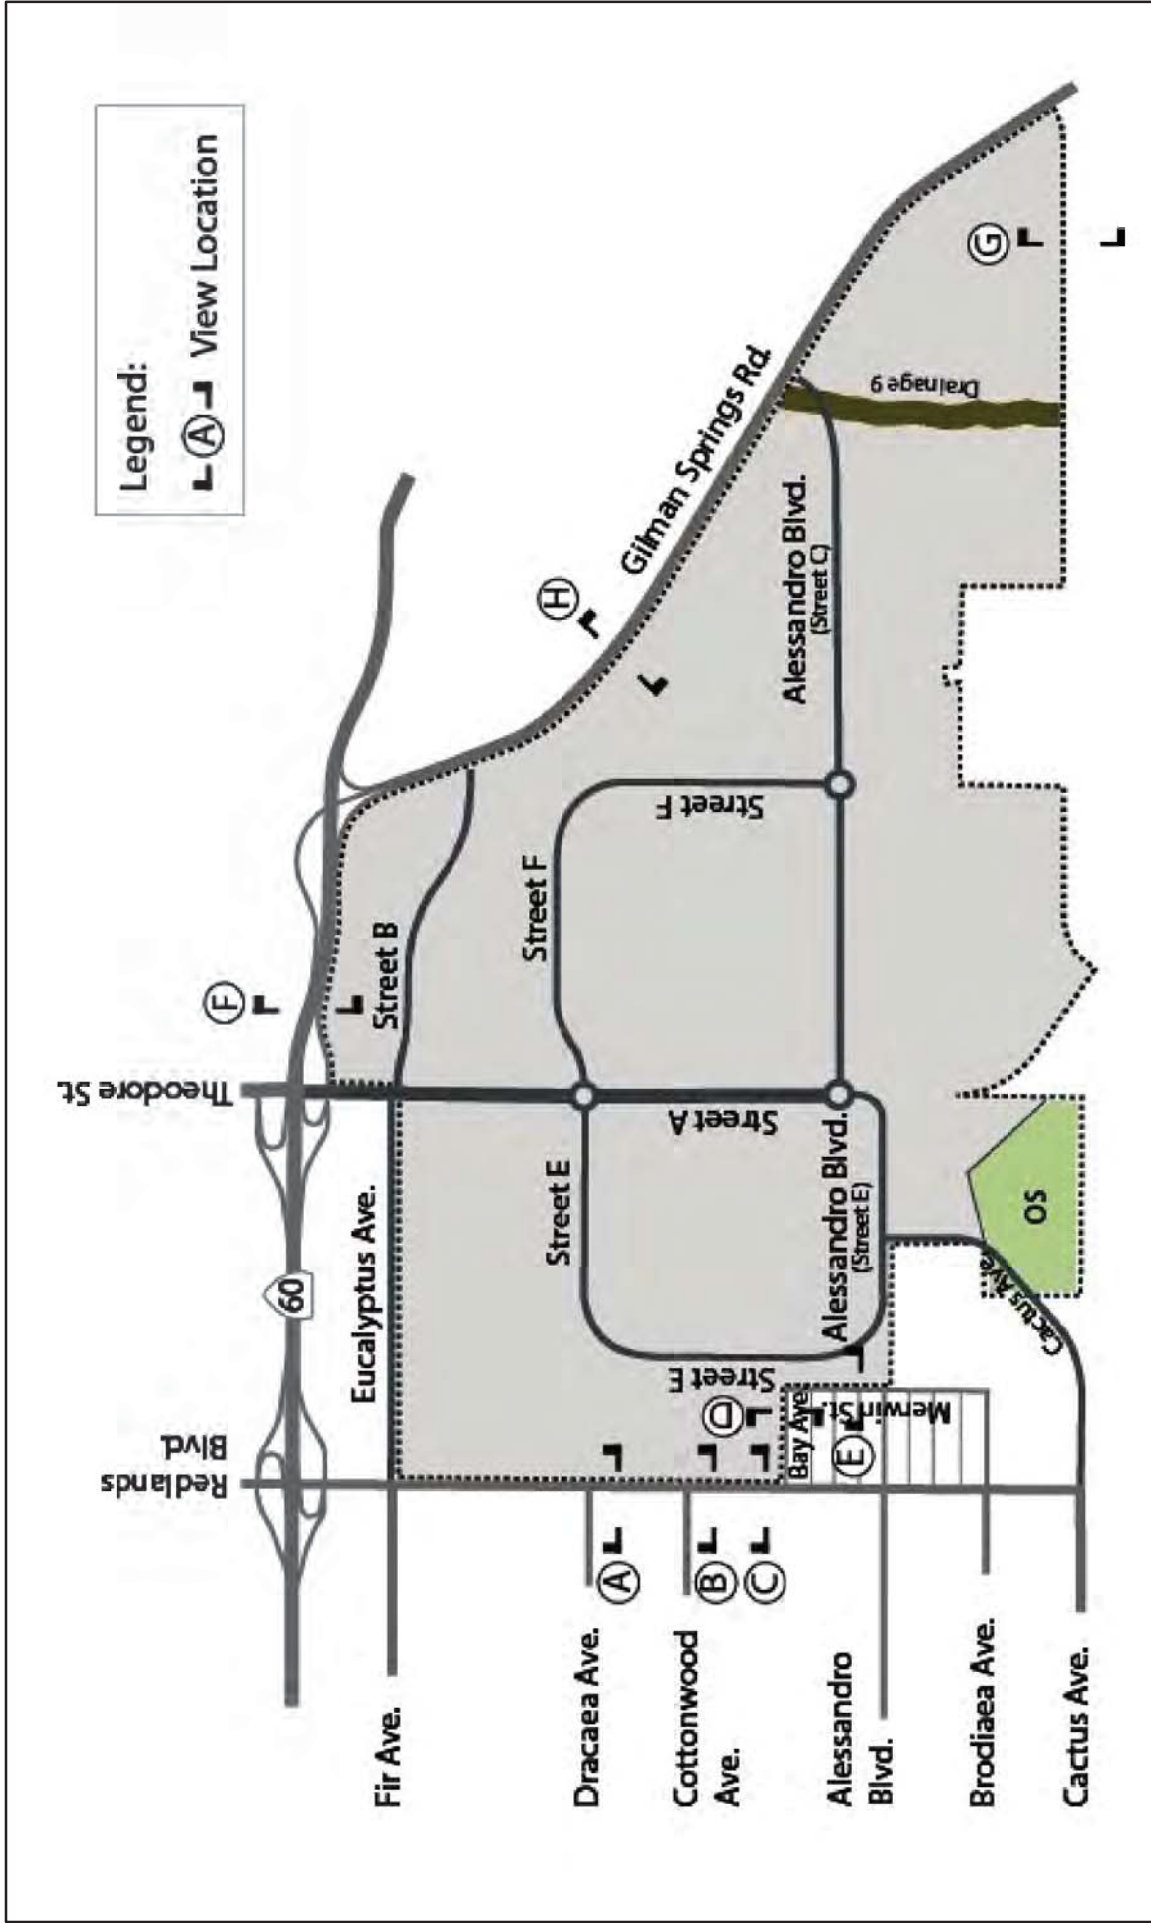 Legend:
A View Location
Theodore St.
Redlands
Blvd.
60
F
Eucalyptus Ave.
Street B
Gilman Springs Rd.
H
Street E
Street F
Street F
Street A
Street E
Alessandro Blvd.
(Street C)
Alessandro Blvd.
(Street E)
Drainage 9
G
D
Bay Ave.
Merwin St.
E
Cactus Ave.
OS
A
B
C
Fir Ave.
Dracaea Ave.
Cottonwood
Ave.
Alessandro
Blvd.
Brodiaea Ave.
Cactus Ave.